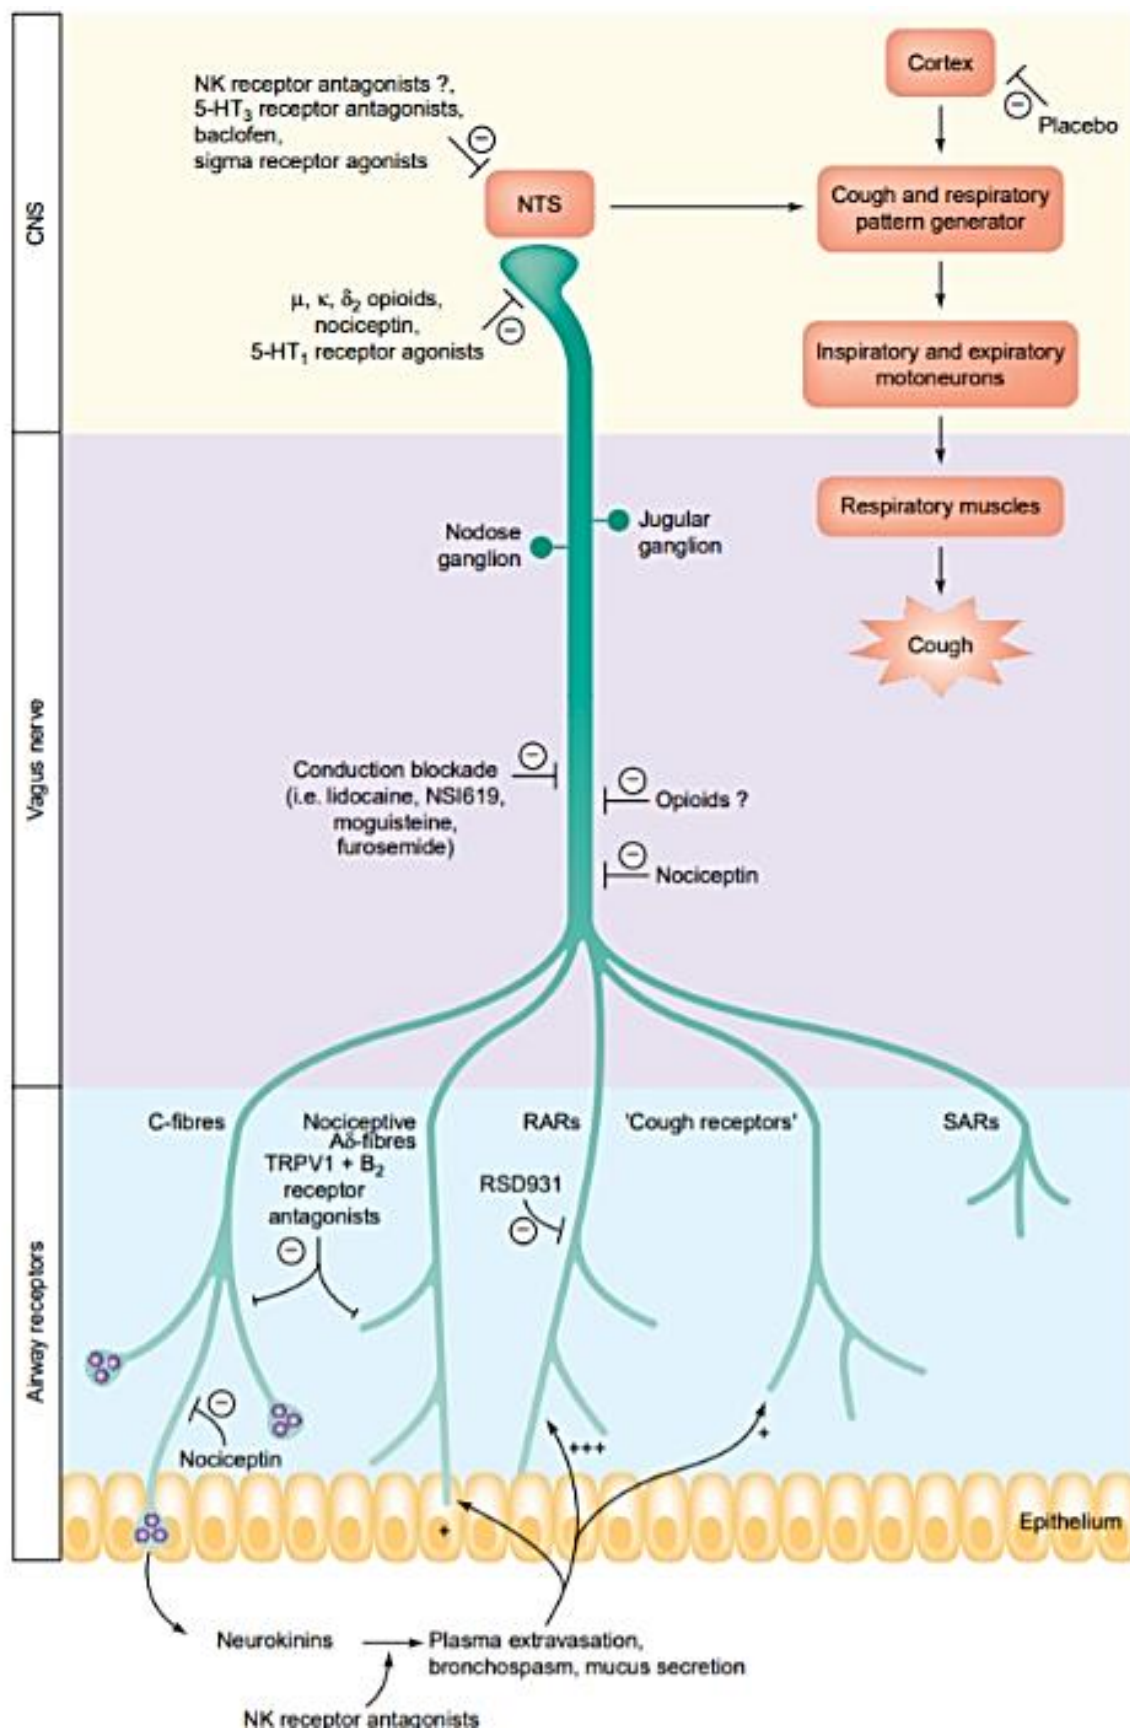 CNS
NK receptor antagonists ?,
5-HT3 receptor antagonists,
baclofen,
sigma receptor agonists
−
NTS
Cortex
−
Placebo
Cough and respiratory
pattern generator
μ, κ, δ2 opioids,
nociceptin,
5-HT1 receptor agonists
−
Inspiratory and expiratory
motoneurons
Vagus nerve
Respiratory muscles
Nodose
ganglion
Jugular
ganglion
Cough
Conduction blockade
(i.e. lidocaine, NSI619,
moguisteine,
furosemide)
−
−
Opioids ?
−
Nociceptin
Airway receptors
C-fibres
Nociceptive
Aδ-fibres
TRPV1 + B2
receptor
antagonists
−
RARs
RSD931
−
'Cough receptors'
SARs
−
Nociceptin
+++
+
+
Epithelium
Neurokinins
Plasma extravasation,
bronchospasm, mucus secretion
NK receptor antagonists